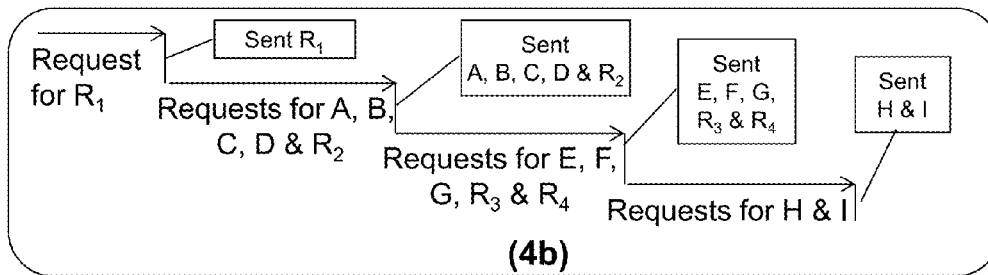 Request
for R₁
Sent R₁
Requests for A, B,
C, D & R₂
Sent
A, B, C, D & R₂
Requests for E, F,
G, R₃ & R₄
Sent
E, F, G,
R₃ & R₄
Requests for H & I
Sent
H & I
(4b)